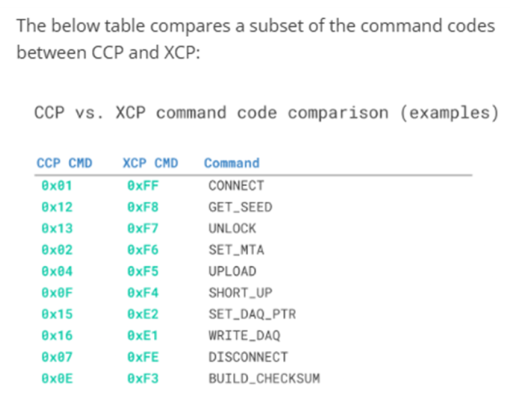 The below table compares a subset of the command codes
between CCP and XCP:
CCP vs. XCP command code comparison (examples)
CCP CMD XCP CMD Command
0x01 0xFF CONNECT
0x12 0xF8 GET_SEED
0x13 0xF7 UNLOCK
0x02 0xF6 SET_MTA
0x04 0xF5 UPLOAD
0x0F 0xF4 SHORT_UP
0x15 0xE2 SET_DAQ_PTR
0x16 0xE1 WRITE_DAQ
0x07 0xFE DISCONNECT
0x0E 0xF3 BUILD_CHECKSUM